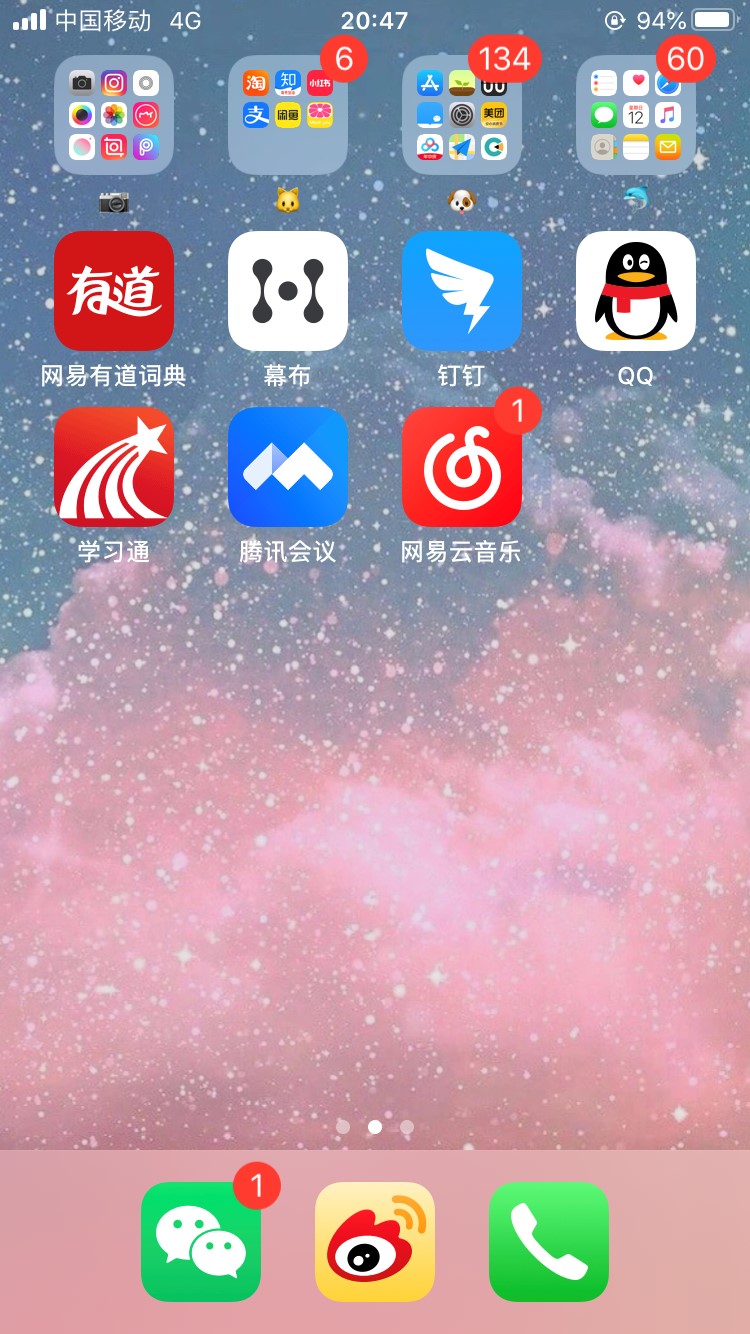 中国移动 4G 20:47 94%
6 134 60
淘 知 小红书
支 闲鱼 美团 12
有道
网易有道词典 幕布 钉钉 QQ
1
学习通 腾讯会议 网易云音乐
1